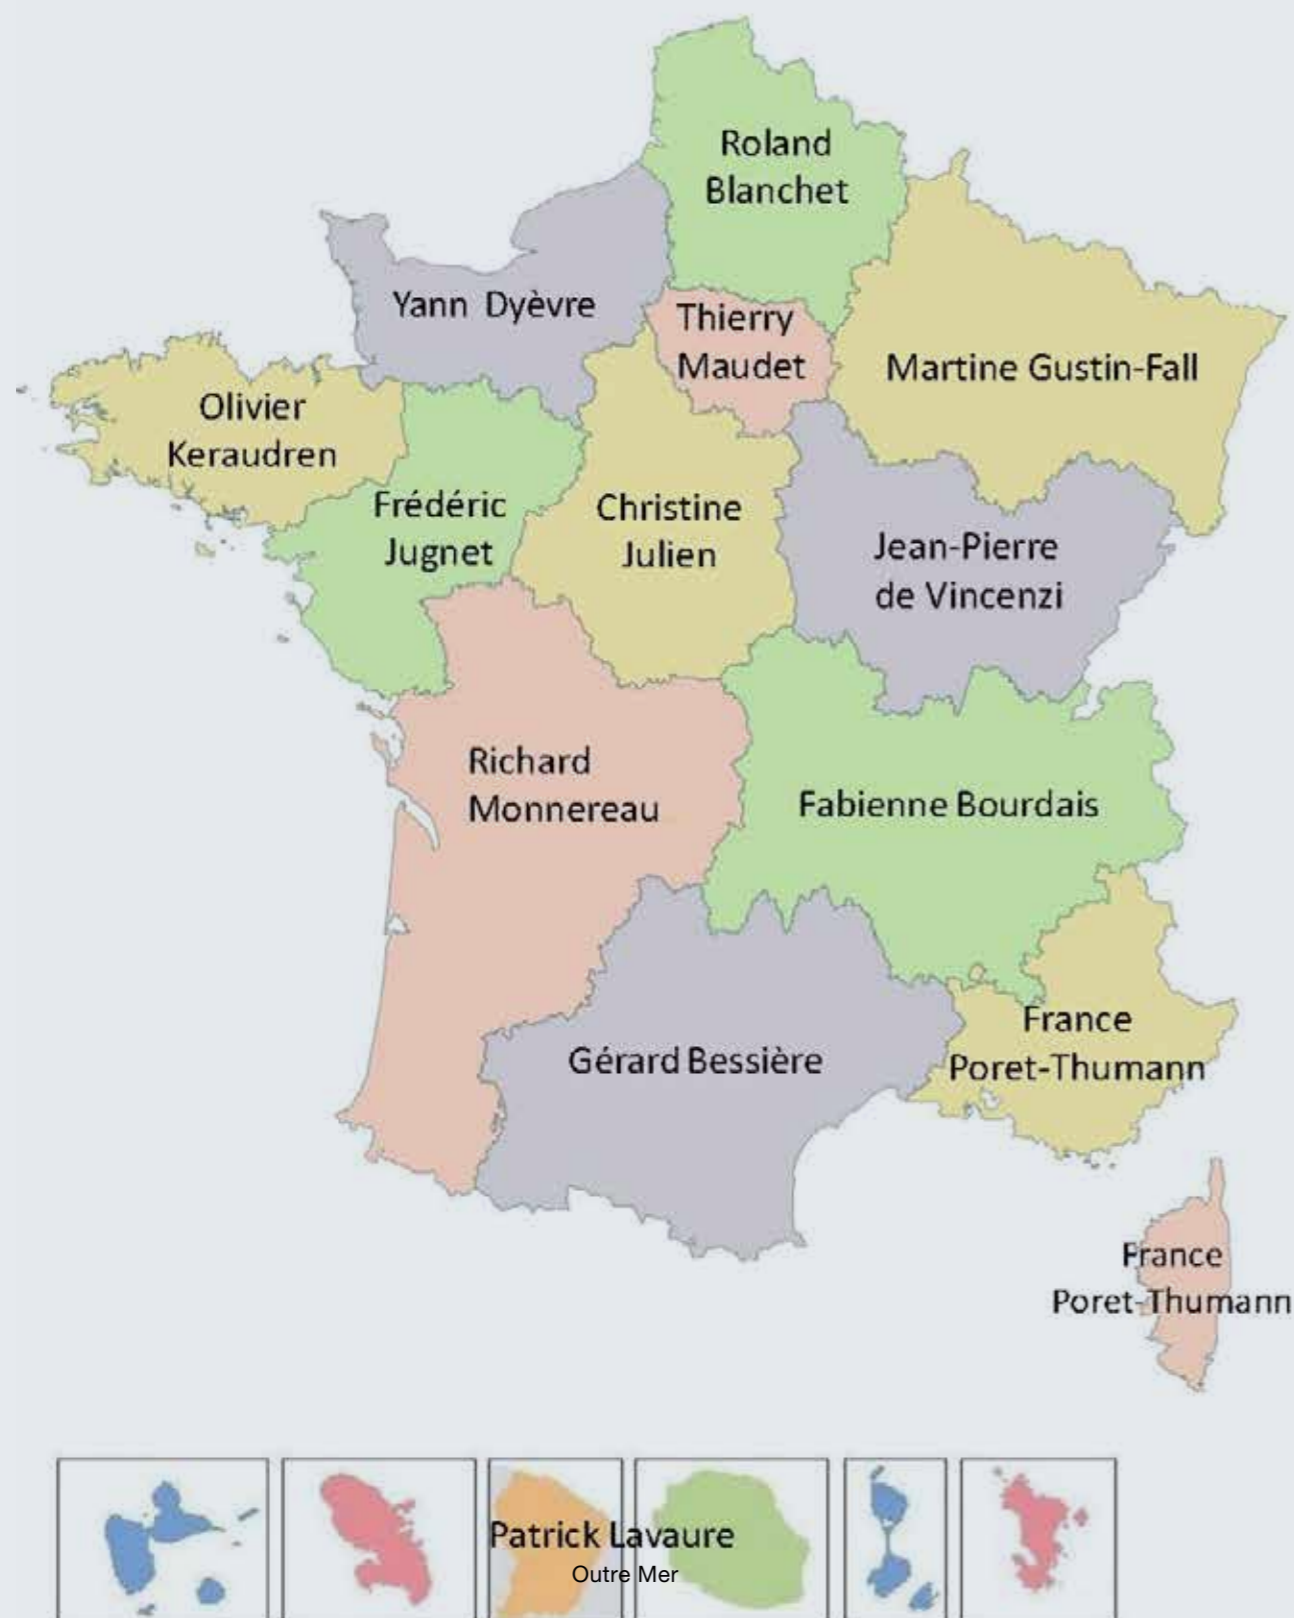 Roland
Blanchet
Yann Dyèvre
Thierry
Maudet
Martine Gustin-Fall
Olivier
Keraudren
Frédéric
Jugnet
Christine
Julien
Jean-Pierre
de Vincenzi
Richard
Monnereau
Fabienne Bourdais
France
Poret-Thumann
Gérard Bessière
France
Poret-Thumann
Patrick Lavaure
Outre Mer